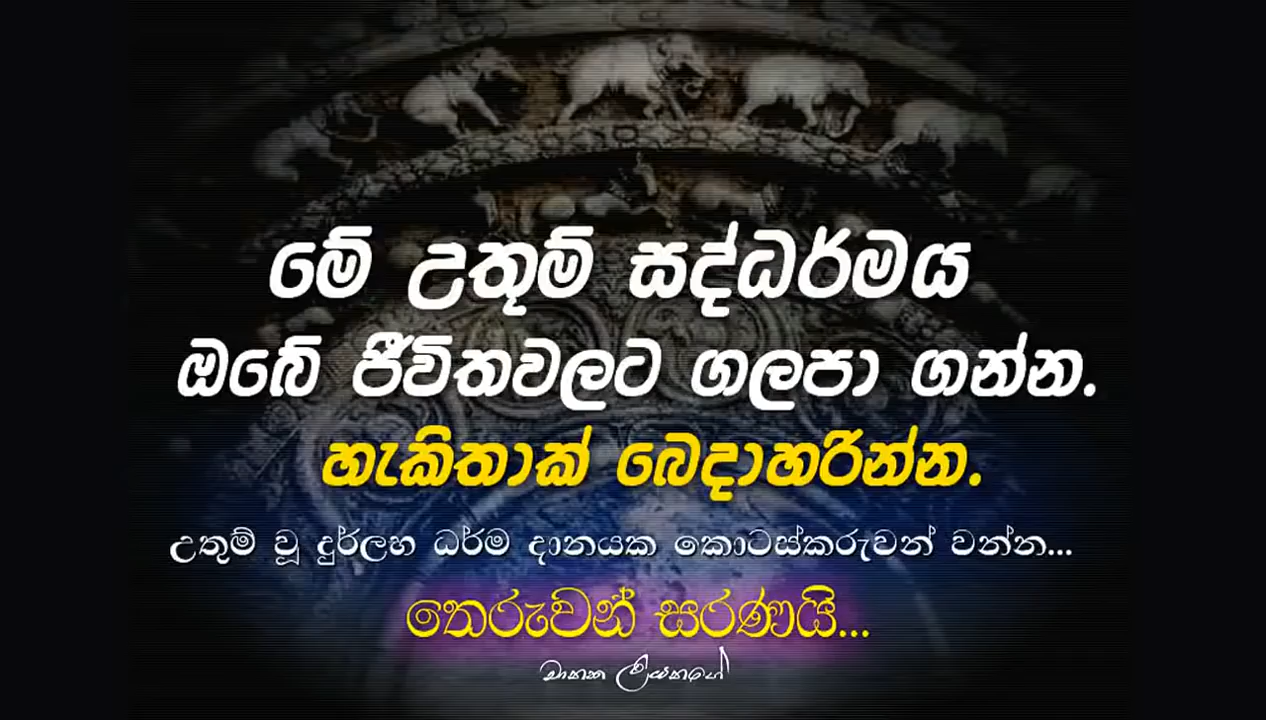 මේ උතුම් සද්ධර්මය
ඔබේ ජීවිතවලට ගලපා ගන්න.
හැකිතාක් බෙදාහරින්න.
උතුම් වූ දුර්ලභ ධර්ම දානයක කොටස්කරුවන් වන්න...
තෙරුවන් සරණයි...